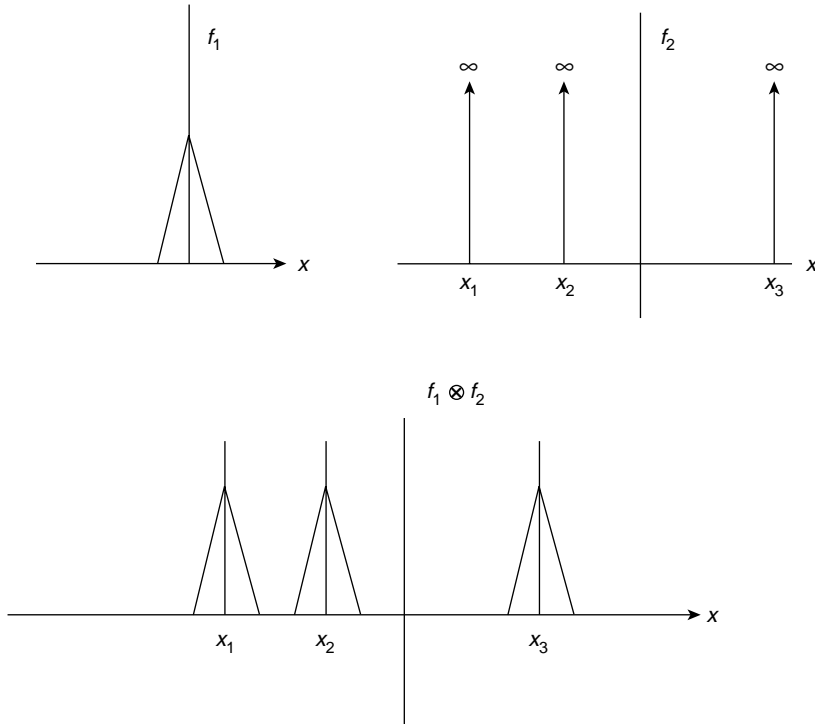 f₁
f₂
∞ ∞ ∞
x x
x₁ x₂ x₃
f₁ ⊗ f₂
x
x₁ x₂ x₃